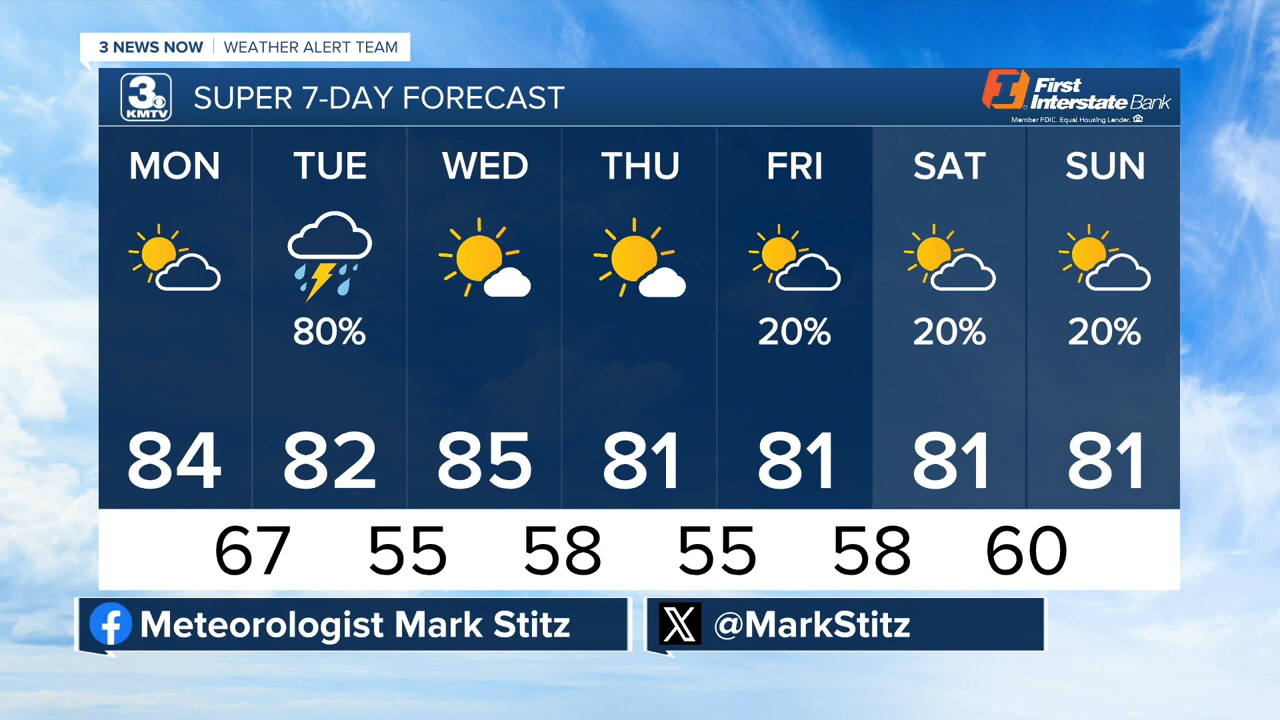 3 NEWS NOW | WEATHER ALERT TEAM
3 KMTV SUPER 7-DAY FORECAST
First
Interstate Bank
Member FDIC. Equal Housing Lender.
MON TUE WED THU FRI SAT SUN
80% 20% 20% 20%
84 82 85 81 81 81 81
67 55 58 55 58 60
Meteorologist Mark Stitz @MarkStitz